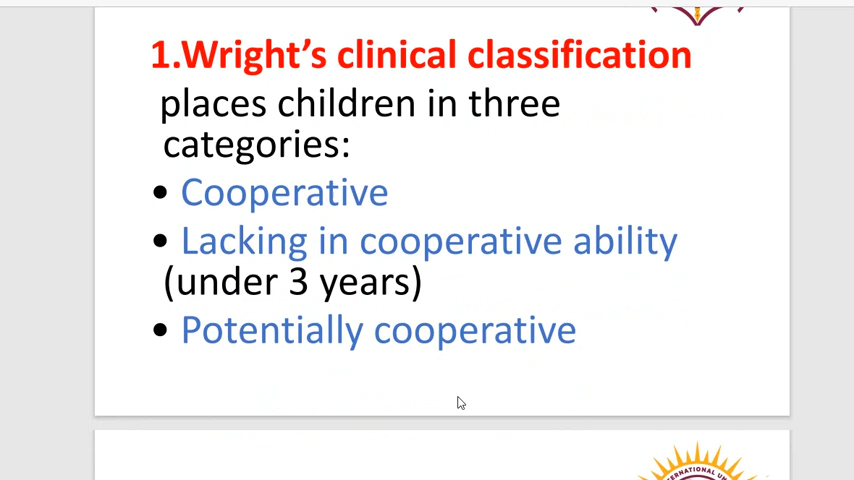 1.Wright’s clinical classification
places children in three
categories:
• Cooperative
• Lacking in cooperative ability
(under 3 years)
• Potentially cooperative